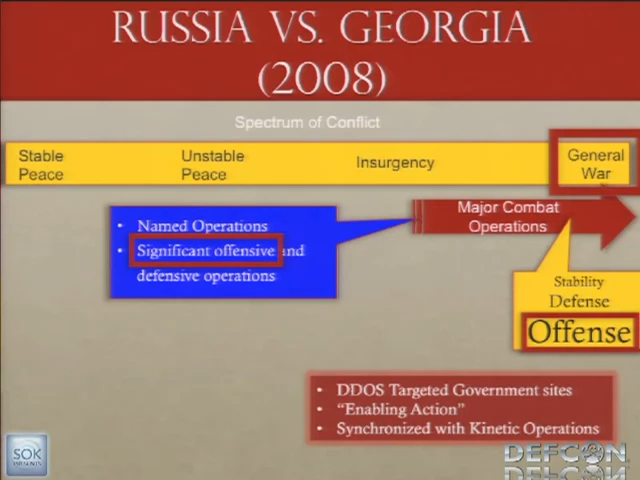 RUSSIA VS. GEORGIA
(2008)
Spectrum of Conflict
Stable
Peace
Unstable
Peace
Insurgency
General
War
• Named Operations
• Significant offensive and
defensive operations
Major Combat
Operations
Stability
Defense
Offense
• DDOS Targeted Government sites
• “Enabling Action”
• Synchronized with Kinetic Operations
SOK
PRESENTS
DEFCON